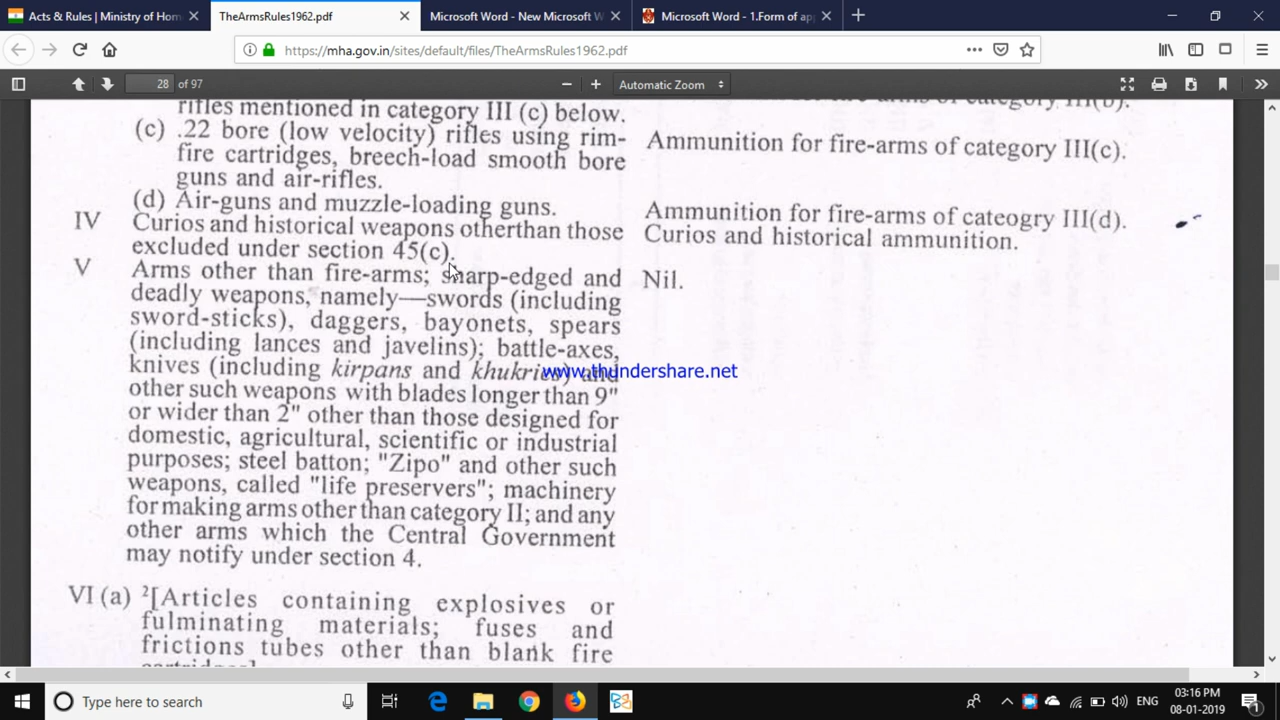 Acts & Rules | Ministry of Hom
TheArmsRules1962.pdf
Microsoft Word - New Microsoft W
Microsoft Word - 1.Form of ap
https://mha.gov.in/sites/default/files/TheArmsRules1962.pdf
28 of 97
Automatic Zoom
rifles mentioned in category III (c) below.
(c) .22 bore (low velocity) rifles using rim-
fire cartridges, breech-load smooth bore
guns and air-rifles.
Ammunition for fire-arms of category III(c).
(d) Air-guns and muzzle-loading guns.
Ammunition for fire-arms of cateogry III(d).
IV Curios and historical weapons otherthan those
excluded under section 45(c).
Curios and historical ammunition.
V Arms other than fire-arms; sharp-edged and
deadly weapons, namely—swords (including
sword-sticks), daggers, bayonets, spears
(including lances and javelins); battle-axes,
knives (including kirpans and khukries) and
other such weapons with blades longer than 9"
or wider than 2" other than those designed for
domestic, agricultural, scientific or industrial
purposes; steel batton; "Zipo" and other such
weapons, called "life preservers"; machinery
for making arms other than category II; and any
other arms which the Central Government
may notify under section 4.
Nil.
www.thundershare.net
VI (a) ²[Articles containing explosives or
fulminating materials; fuses and
frictions tubes other than blank fire
Type here to search
ENG
03:16 PM
08-01-2019